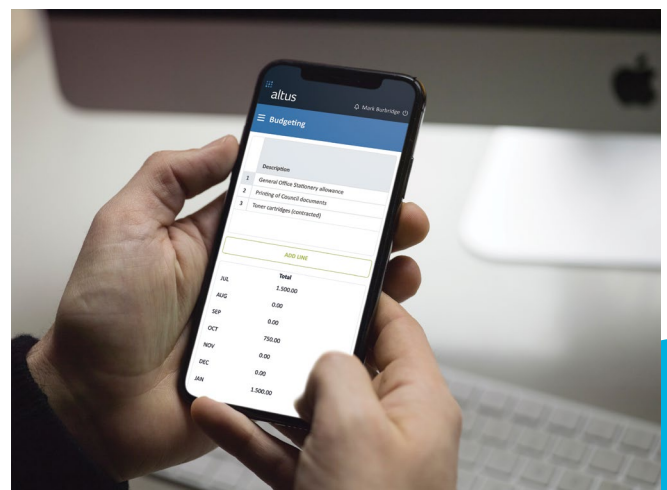 altus
Mark Burbridge
Budgeting
Description
1 General Office Stationery allowance
2 Printing of Council documents
3 Toner cartridges (contracted)
ADD LINE
Total
JUL 1.500.00
AUG 0.00
SEP 0.00
OCT 750.00
NOV 0.00
DEC 0.00
JAN 1.500.00